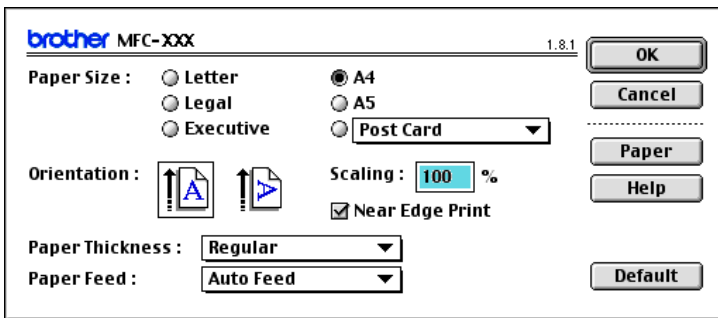 brother MFC-XXX
1.8.1
OK
Paper Size : Letter A4
Cancel
Legal A5
Executive Post Card
Paper
Orientation : A A Scaling : 100 %
Help
Near Edge Print
Paper Thickness : Regular
Paper Feed : Auto Feed
Default